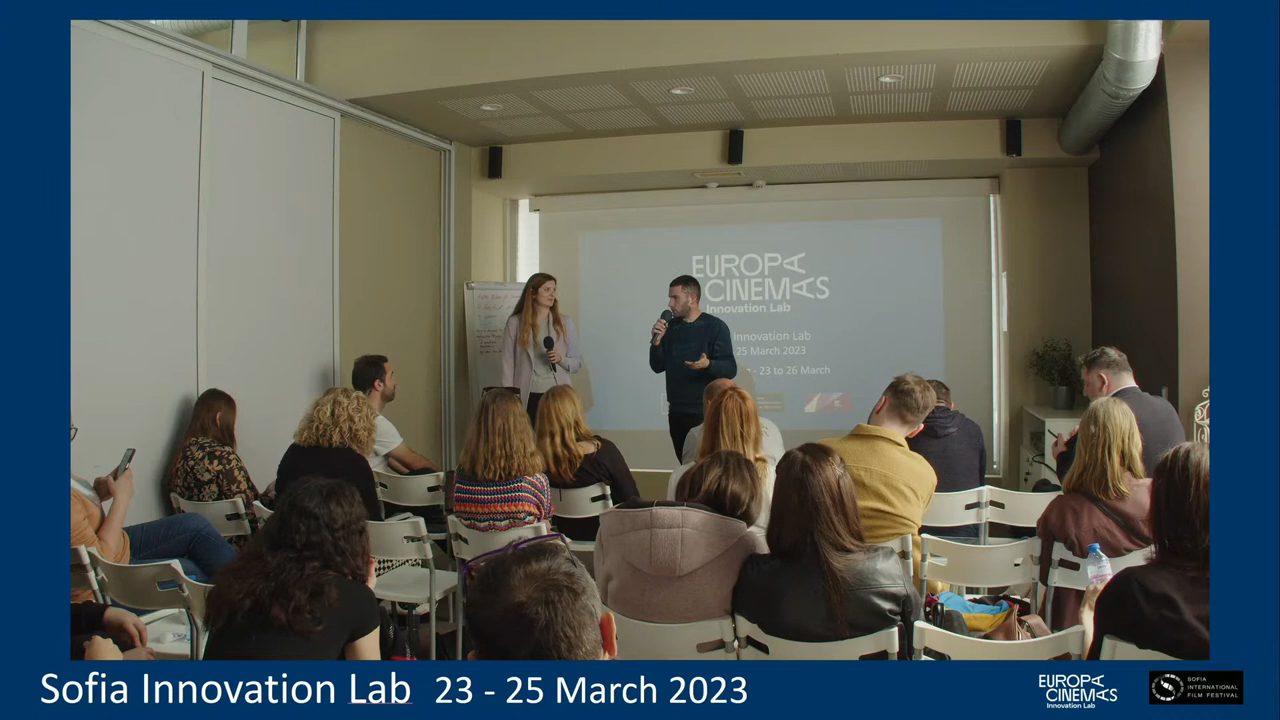 EUROPA
CINEMAS
Innovation Lab
Innovation Lab
25 March 2023
- 23 to 26 March
Sofia Innovation Lab 23 - 25 March 2023
EUROPA
CINEMAS
Innovation Lab
SOFIA
INTERNATIONAL
FILM FESTIVAL